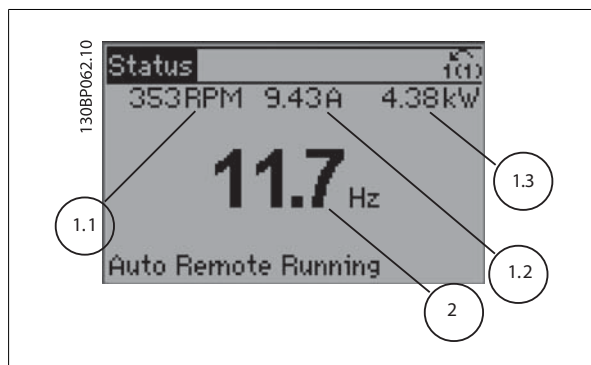 130BP062.10
Status
1(1)
353RPM 9.43A 4.38kW
11.7 Hz
Auto Remote Running
1.1
1.3
1.2
2